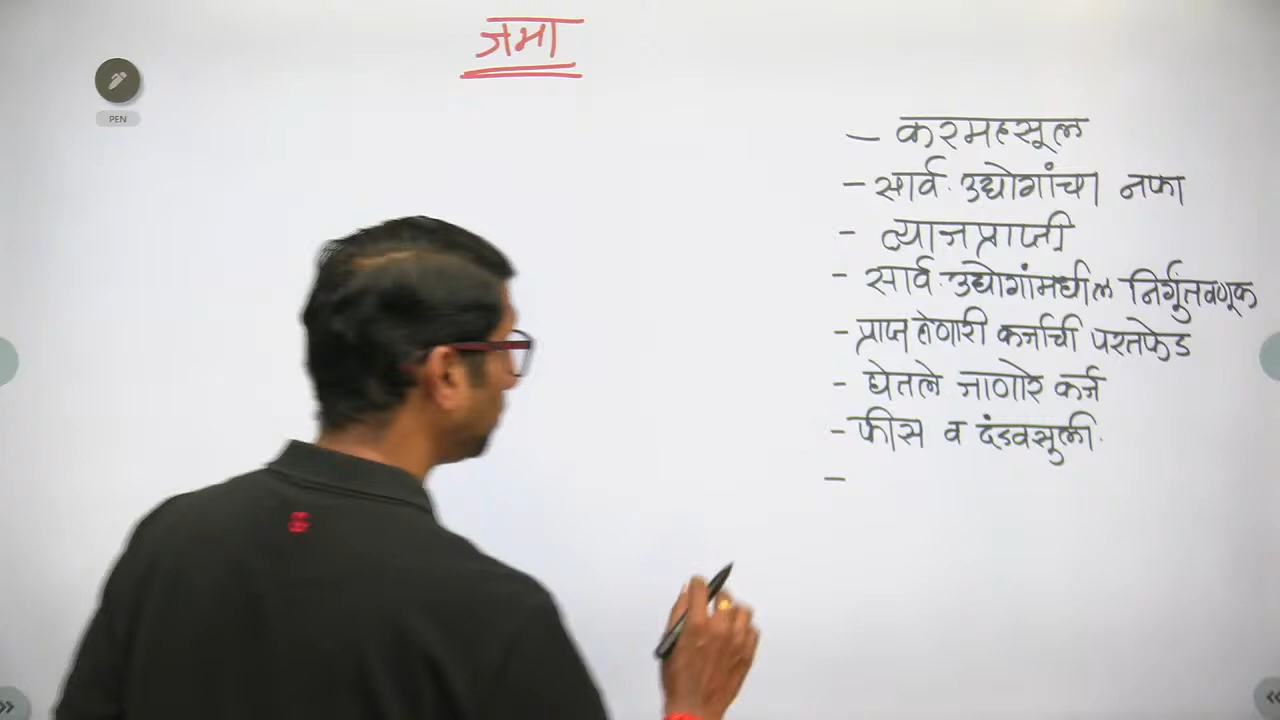 जमा
PEN
- करमहसूल
- सार्व. उद्योगांचा नफा
- व्याजप्राप्ती
- सार्व. उद्योगांमधील निर्गुंतवणूक
- प्राप्त होणारी कर्जाची परतफेड
- घेतले जाणारे कर्ज
- फीस व दंडवसुली.
-